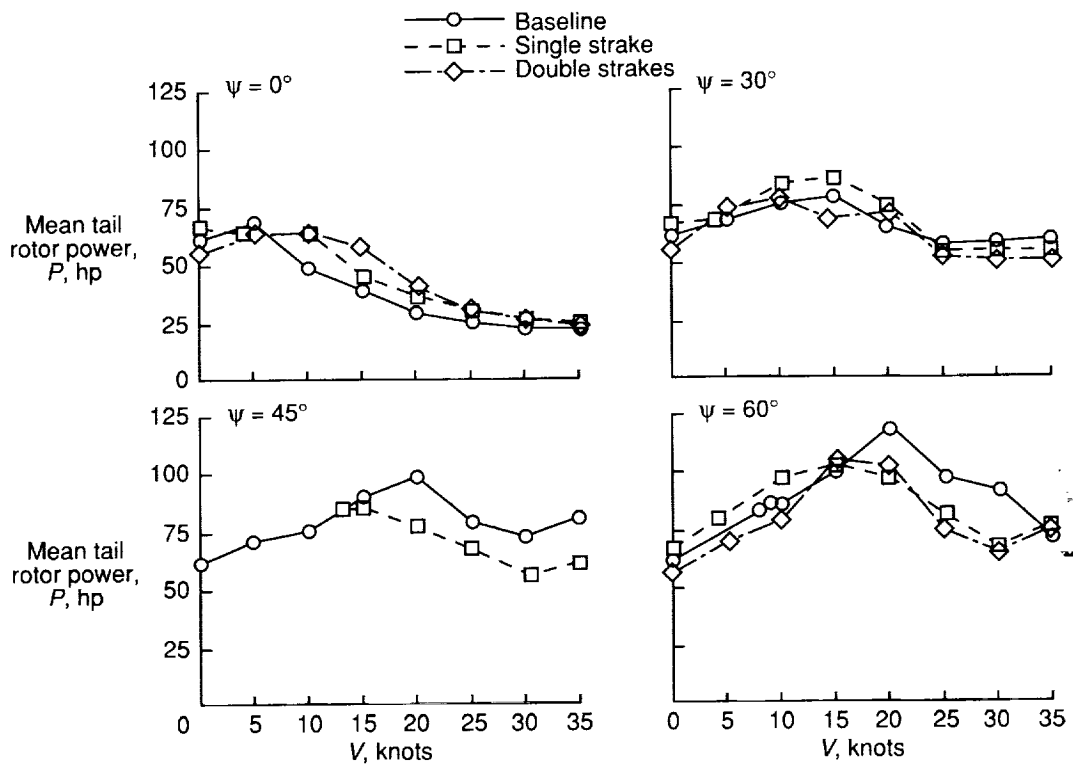 Baseline
Single strake
Double strakes
ψ = 0°
125
100
75
50
25
0
Mean tail
rotor power,
P, hp
ψ = 30°
ψ = 45°
125
100
75
50
25
0 5 10 15 20 25 30 35
V, knots
Mean tail
rotor power,
P, hp
ψ = 60°
0 5 10 15 20 25 30 35
V, knots